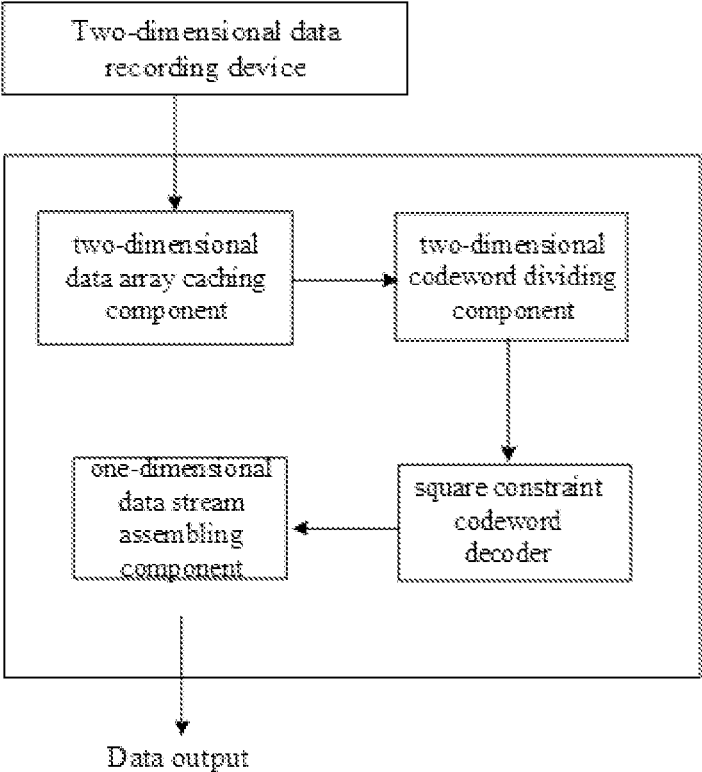 Two-dimensional data
recording device
two-dimensional
data array caching
component
two-dimensional
codeword dividing
component
square constraint
codeword
decoder
one-dimensional
data stream
assembling
component
Data output